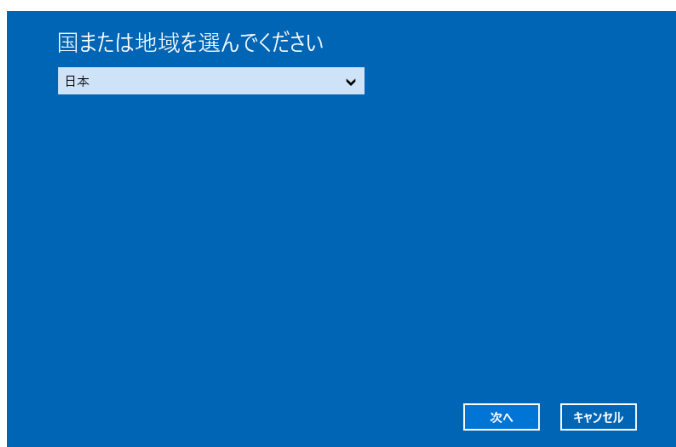 国または地域を選んでください
日本
次へ
キャンセル